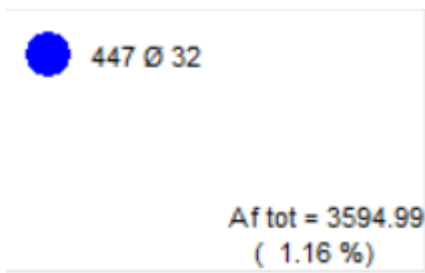 447 Ø 32
Af tot = 3594.99
( 1.16 %)